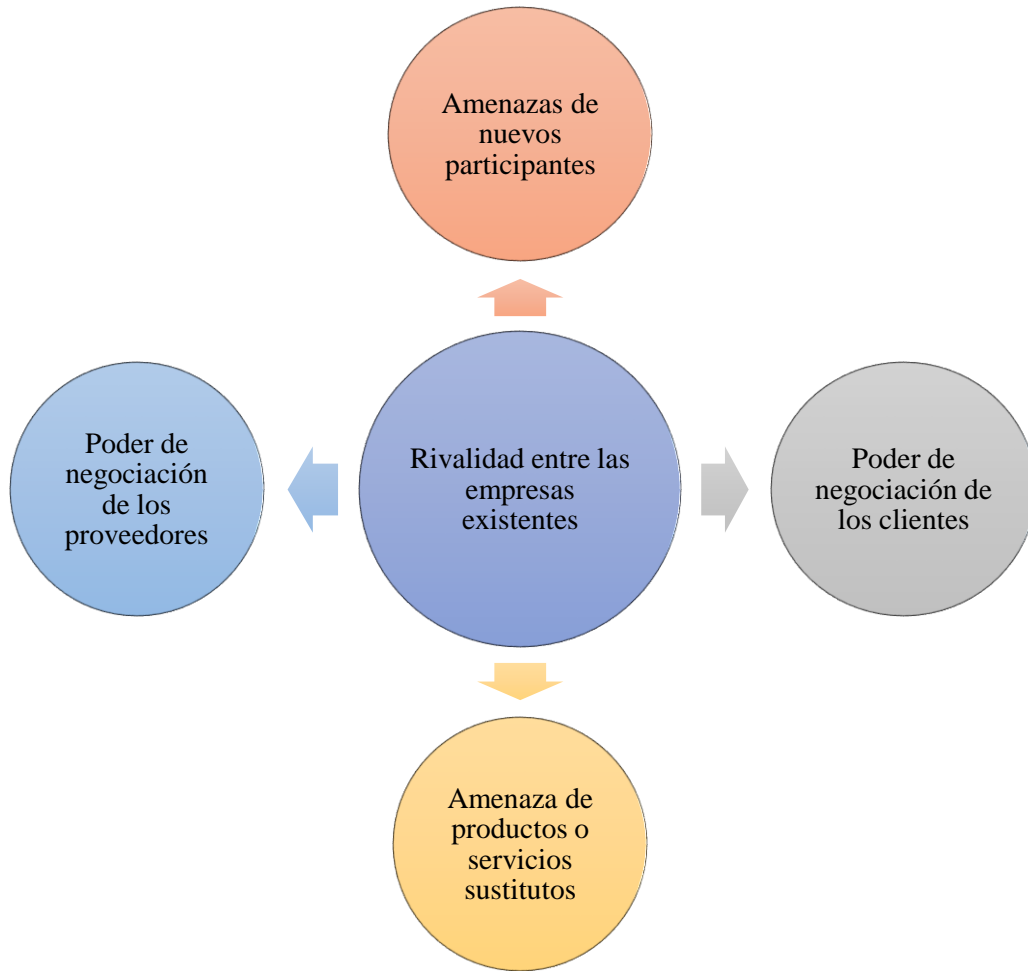 Amenazas de
nuevos
participantes
Poder de
negociación
de los
proveedores
Rivalidad entre las
empresas
existentes
Poder de
negociación de
los clientes
Amenaza de
productos o
servicios
sustitutos